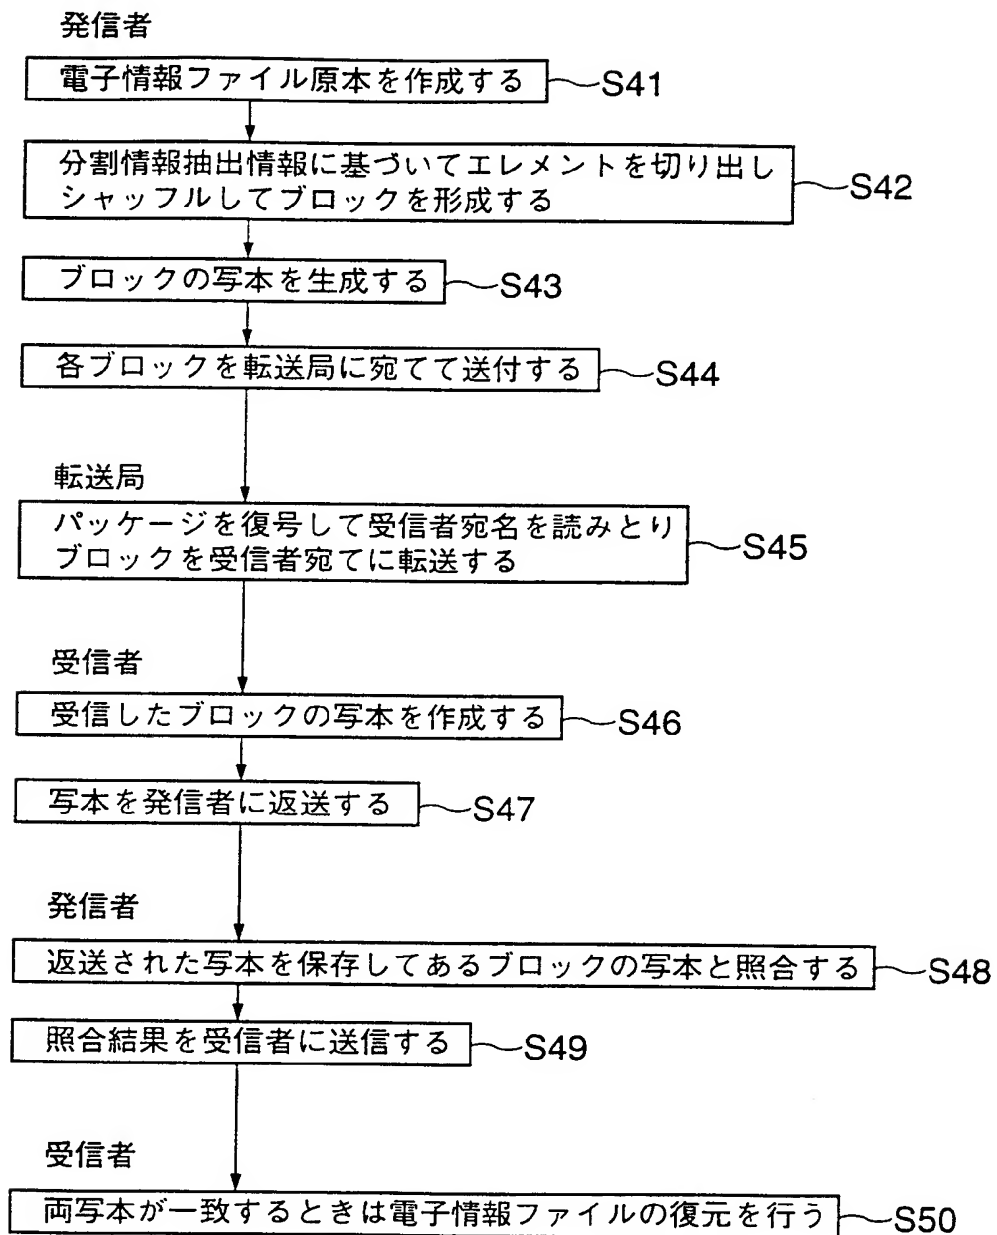 発信者
電子情報ファイル原本を作成する S41
分割情報抽出情報に基づいてエレメントを切り出し
シャッフルしてブロックを形成する S42
ブロックの写本を生成する S43
各ブロックを転送局に宛てて送付する S44
転送局
パッケージを復号して受信者宛名を読みとり
ブロックを受信者宛てに転送する S45
受信者
受信したブロックの写本を作成する S46
写本を発信者に返送する S47
発信者
返送された写本を保存してあるブロックの写本と照合する S48
照合結果を受信者に送信する S49
受信者
両写本が一致するときは電子情報ファイルの復元を行う S50